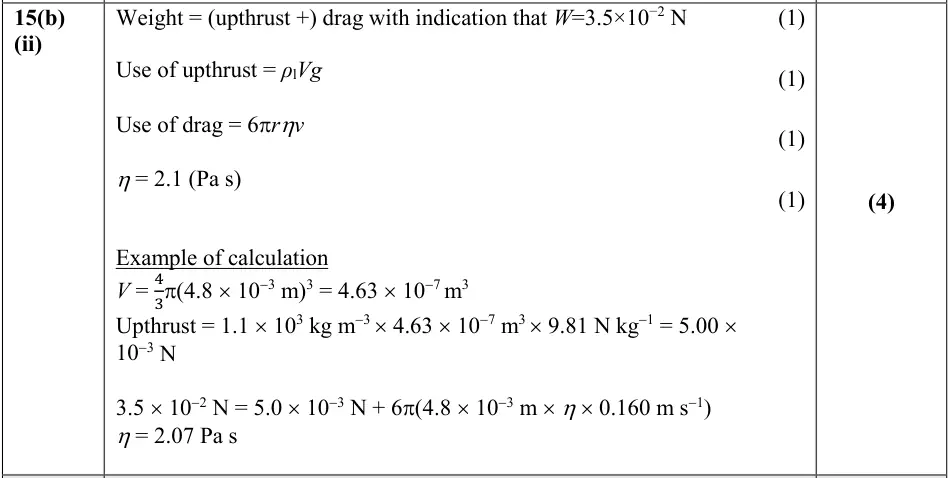 15(b) Weight = (upthrust +) drag with indication that W=3.5×10⁻² N (1)
(ii)
Use of upthrust = ρₗVg (1)
Use of drag = 6πrηv (1)
η = 2.1 (Pa s) (1)
(4)
Example of calculation
V = 4/3 π(4.8 × 10⁻³ m)³ = 4.63 × 10⁻⁷ m³
Upthrust = 1.1 × 10³ kg m⁻³ × 4.63 × 10⁻⁷ m³ × 9.81 N kg⁻¹ = 5.00 ×
10⁻³ N
3.5 × 10⁻² N = 5.0 × 10⁻³ N + 6π(4.8 × 10⁻³ m × η × 0.160 m s⁻¹)
η = 2.07 Pa s